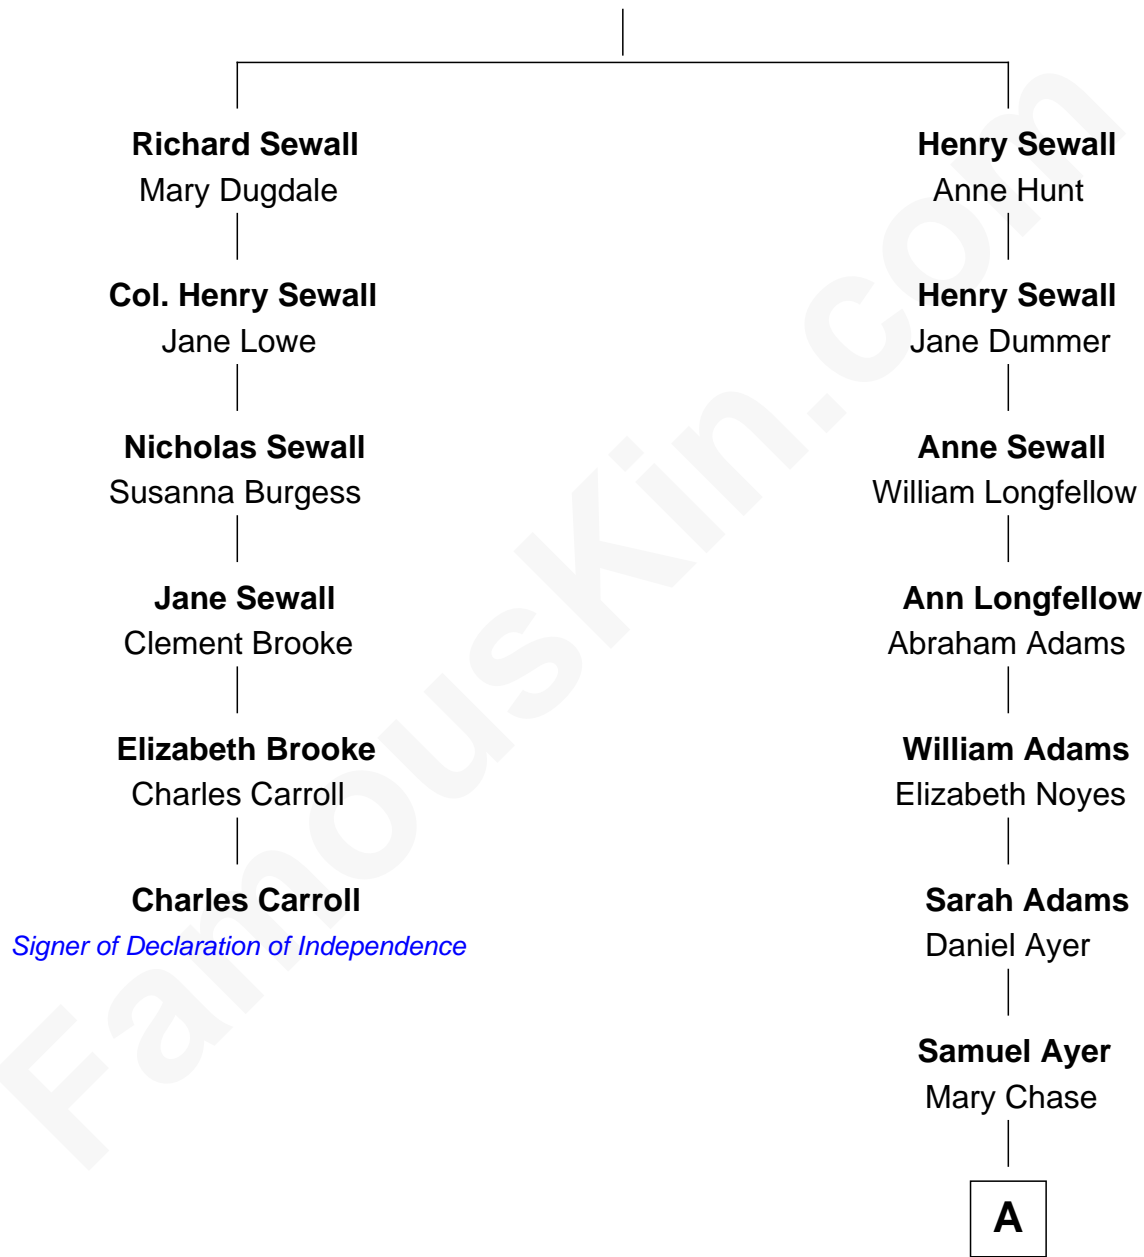 Richard Sewall
Mary Dugdale
Col. Henry Sewall
Jane Lowe
Nicholas Sewall
Susanna Burgess
Jane Sewall
Clement Brooke
Elizabeth Brooke
Charles Carroll
Charles Carroll
Signer of Declaration of Independence
Henry Sewall
Anne Hunt
Henry Sewall
Jane Dummer
Anne Sewall
William Longfellow
Ann Longfellow
Abraham Adams
William Adams
Elizabeth Noyes
Sarah Adams
Daniel Ayer
Samuel Ayer
Mary Chase
A
FamousKin.com